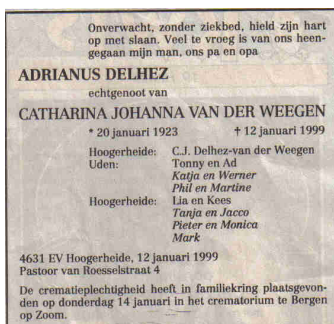 Onverwacht, zonder ziekbed, hield zijn hart
op met slaan. Veel te vroeg is van ons heen-
gegaan mijn man, ons pa en opa
ADRIANUS DELHEZ
echtgenoot van
CATHARINA JOHANNA VAN DER WEEGEN
* 20 januari 1923 † 12 januari 1999
Hoogerheide: C.J. Delhez-van der Weegen
Uden: Tonny en Ad
Katja en Werner
Phil en Martine
Hoogerheide: Lia en Kees
Tanja en Jacco
Pieter en Monica
Mark
4631 EV Hoogerheide, 12 januari 1999
Pastoor van Roesselstraat 4
De crematieplechtigheid heeft in familiekring plaatsgevon-
den op donderdag 14 januari in het crematorium te Bergen
op Zoom.